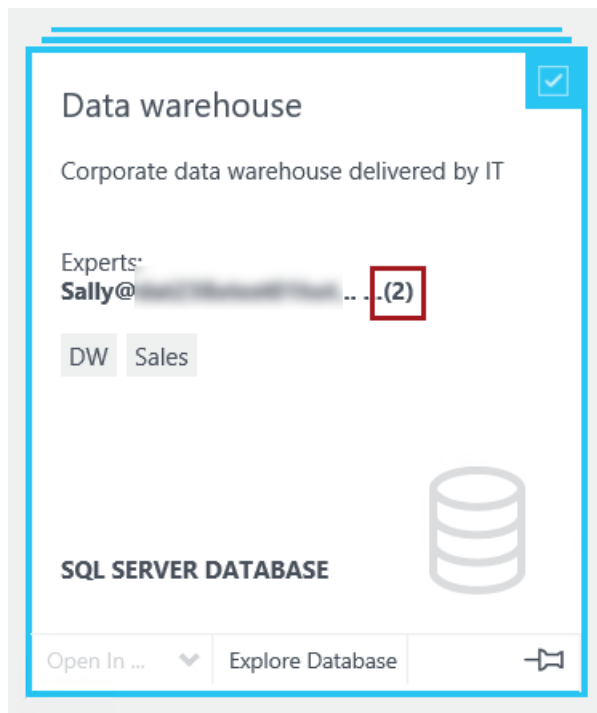 Data warehouse
Corporate data warehouse delivered by IT
Experts:
Sally@ .. ...(2)
DW Sales
SQL SERVER DATABASE
Open In ... Explore Database